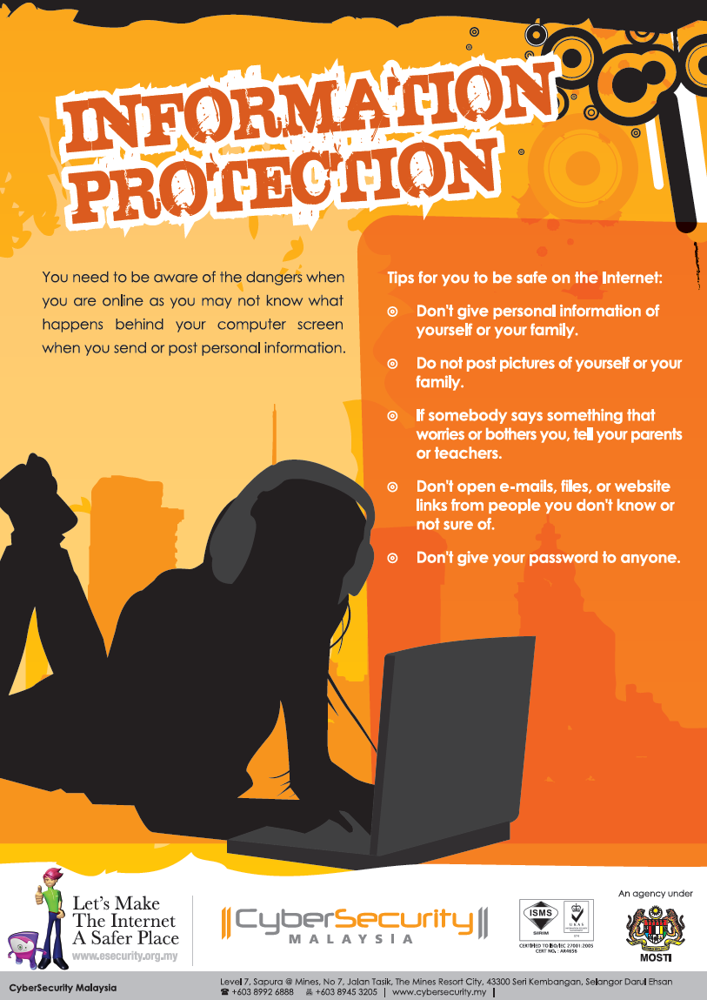 INFORMATION
PROTECTION
You need to be aware of the dangers when
you are online as you may not know what
happens behind your computer screen
when you send or post personal information.
Tips for you to be safe on the Internet:
Don't give personal information of
yourself or your family.
Do not post pictures of yourself or your
family.
If somebody says something that
worries or bothers you, tell your parents
or teachers.
Don't open e-mails, files, or website
links from people you don't know or
not sure of.
Don't give your password to anyone.
Let's Make
The Internet
A Safer Place
www.esecurity.org.my
CyberSecurity
MALAYSIA
ISMS
SIRIM
UKAS
CERTIFIED TO ISO/IEC 27001:2005
CERT NO. : AR4656
An agency under
MOSTI
CyberSecurity Malaysia
Level 7, Sapura @ Mines, No 7, Jalan Tasik, The Mines Resort City, 43300 Seri Kembangan, Selangor Darul Ehsan
+603 8992 6888 +603 8945 3205 | www.cybersecurity.my |